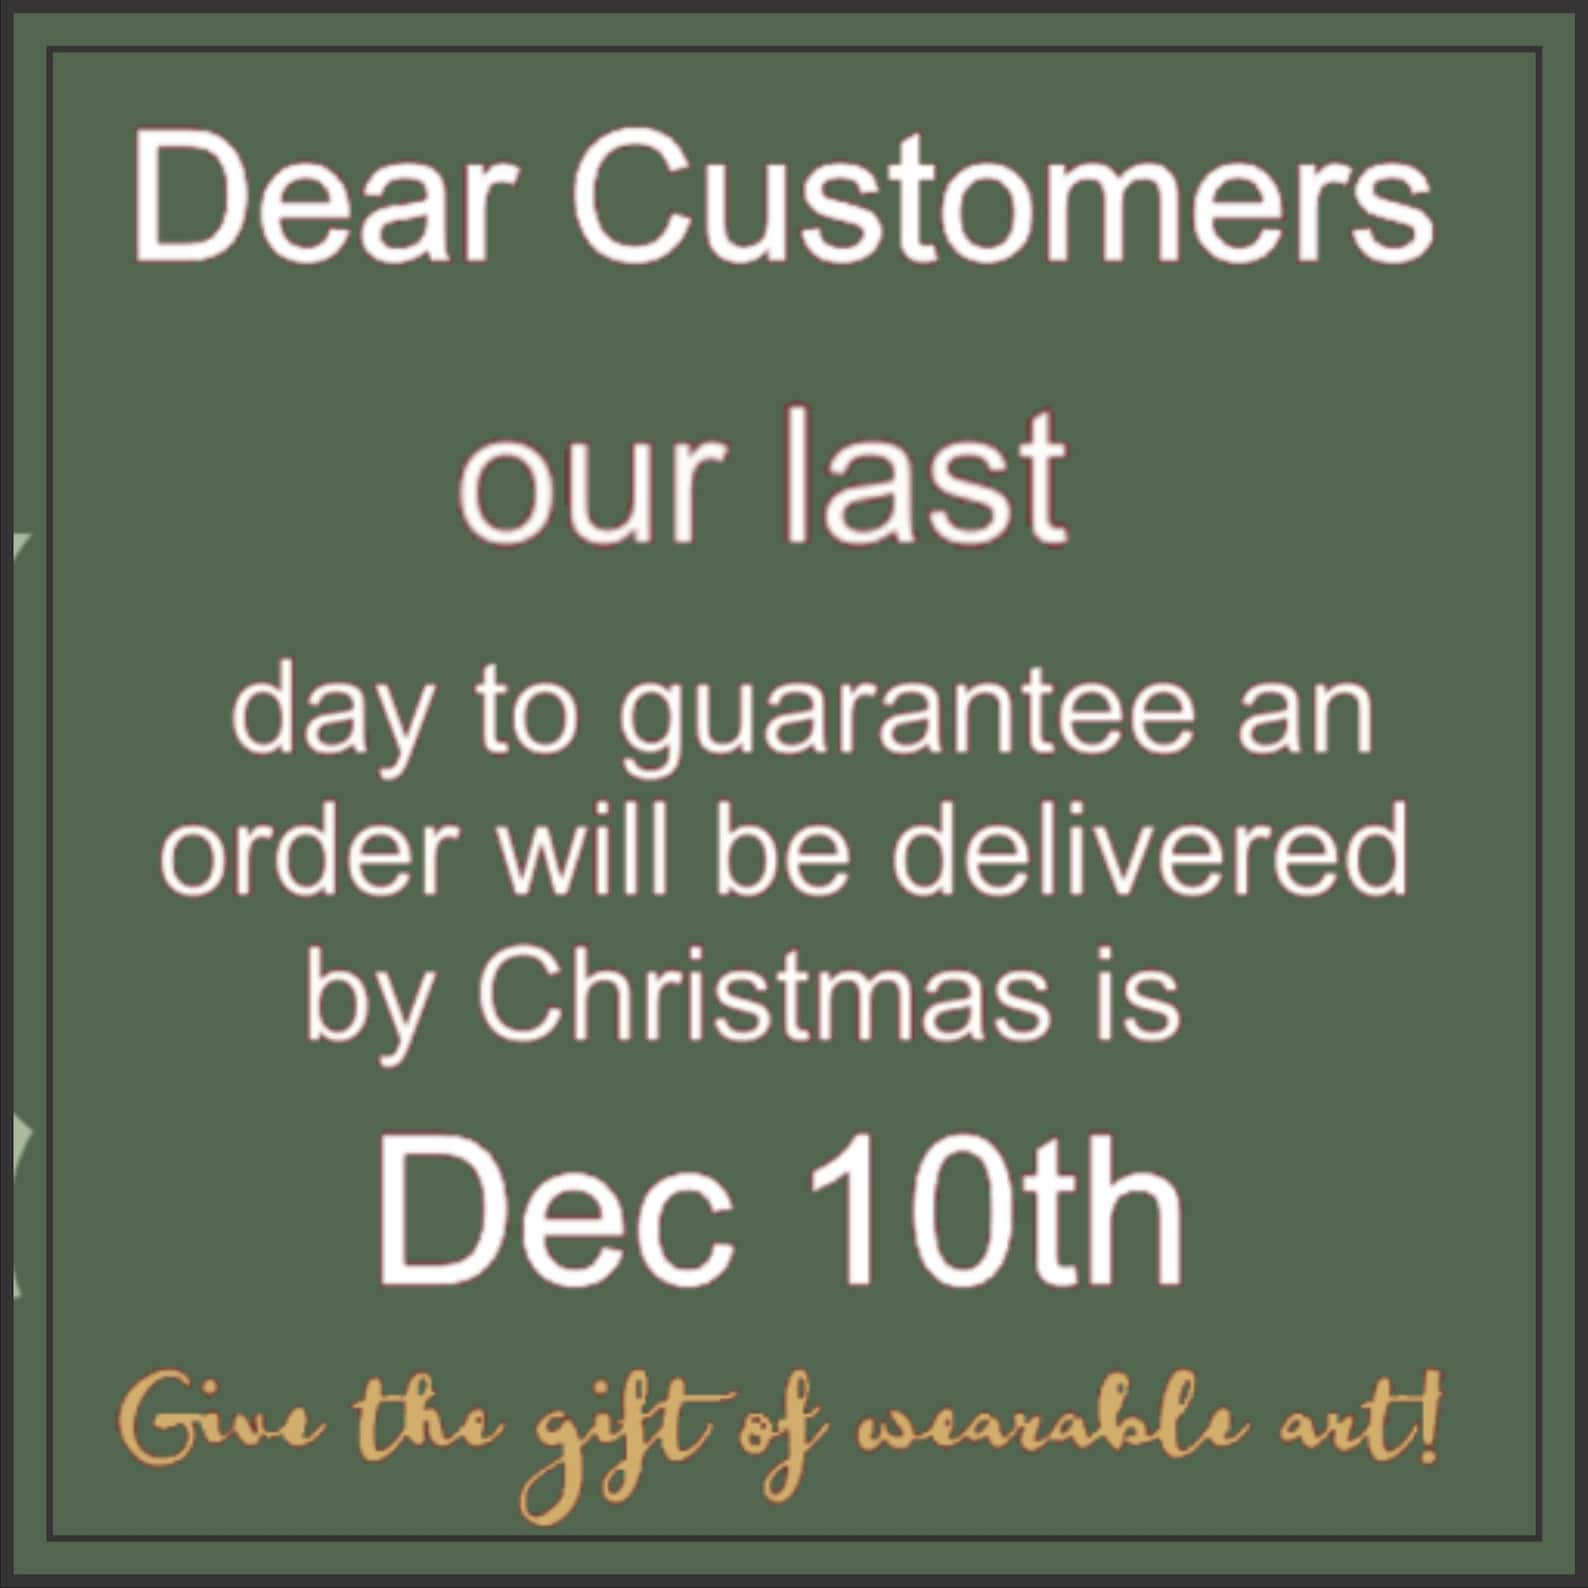 Dear Customers
our last
day to guarantee an
order will be delivered
by Christmas is
Dec 10th
Give the gift of wearable art!